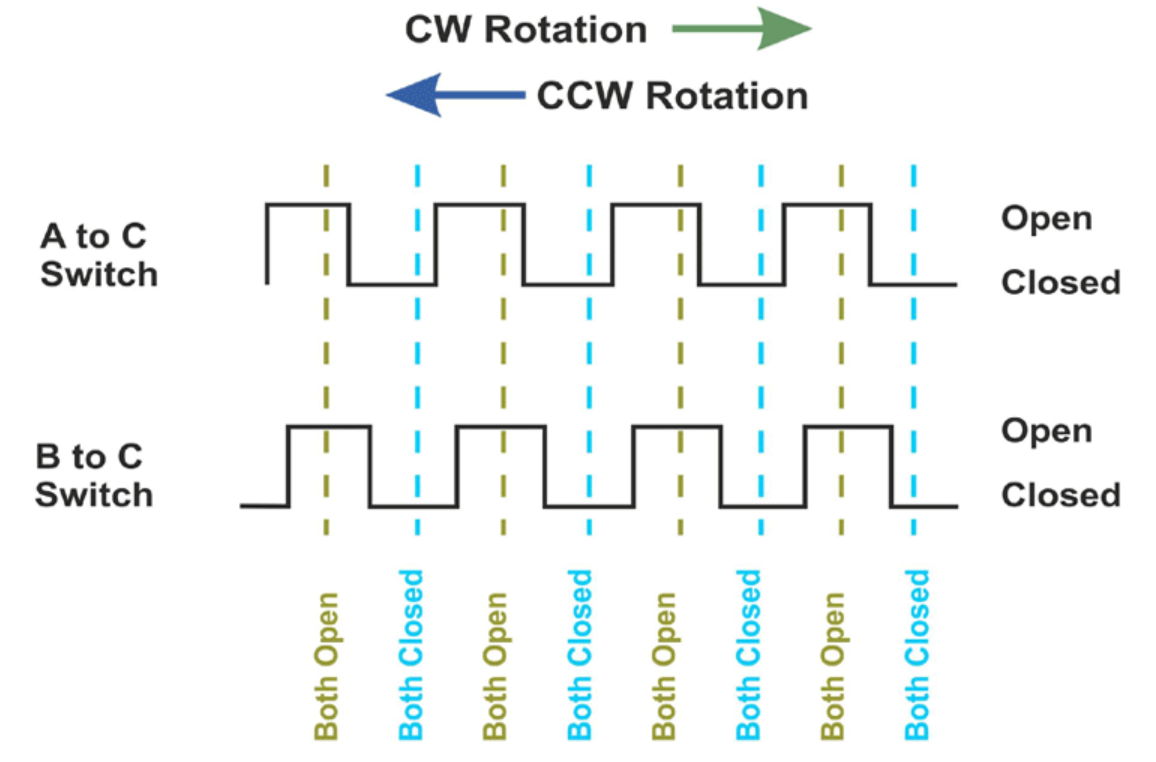 CW Rotation
CCW Rotation
A to C
Switch
Open
Closed
B to C
Switch
Open
Closed
Both Open
Both Closed
Both Open
Both Closed
Both Open
Both Closed
Both Open
Both Closed